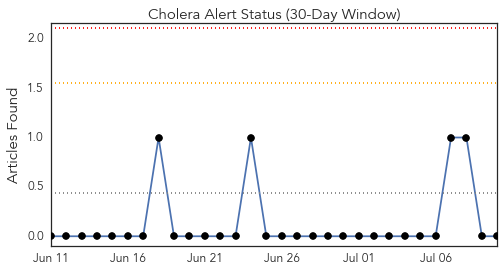 Cholera Alert Status (30-Day Window)
2.0
1.5
1.0
0.5
0.0
Articles Found
Jun 11 Jun 16 Jun 21 Jun 26 Jul 01 Jul 06